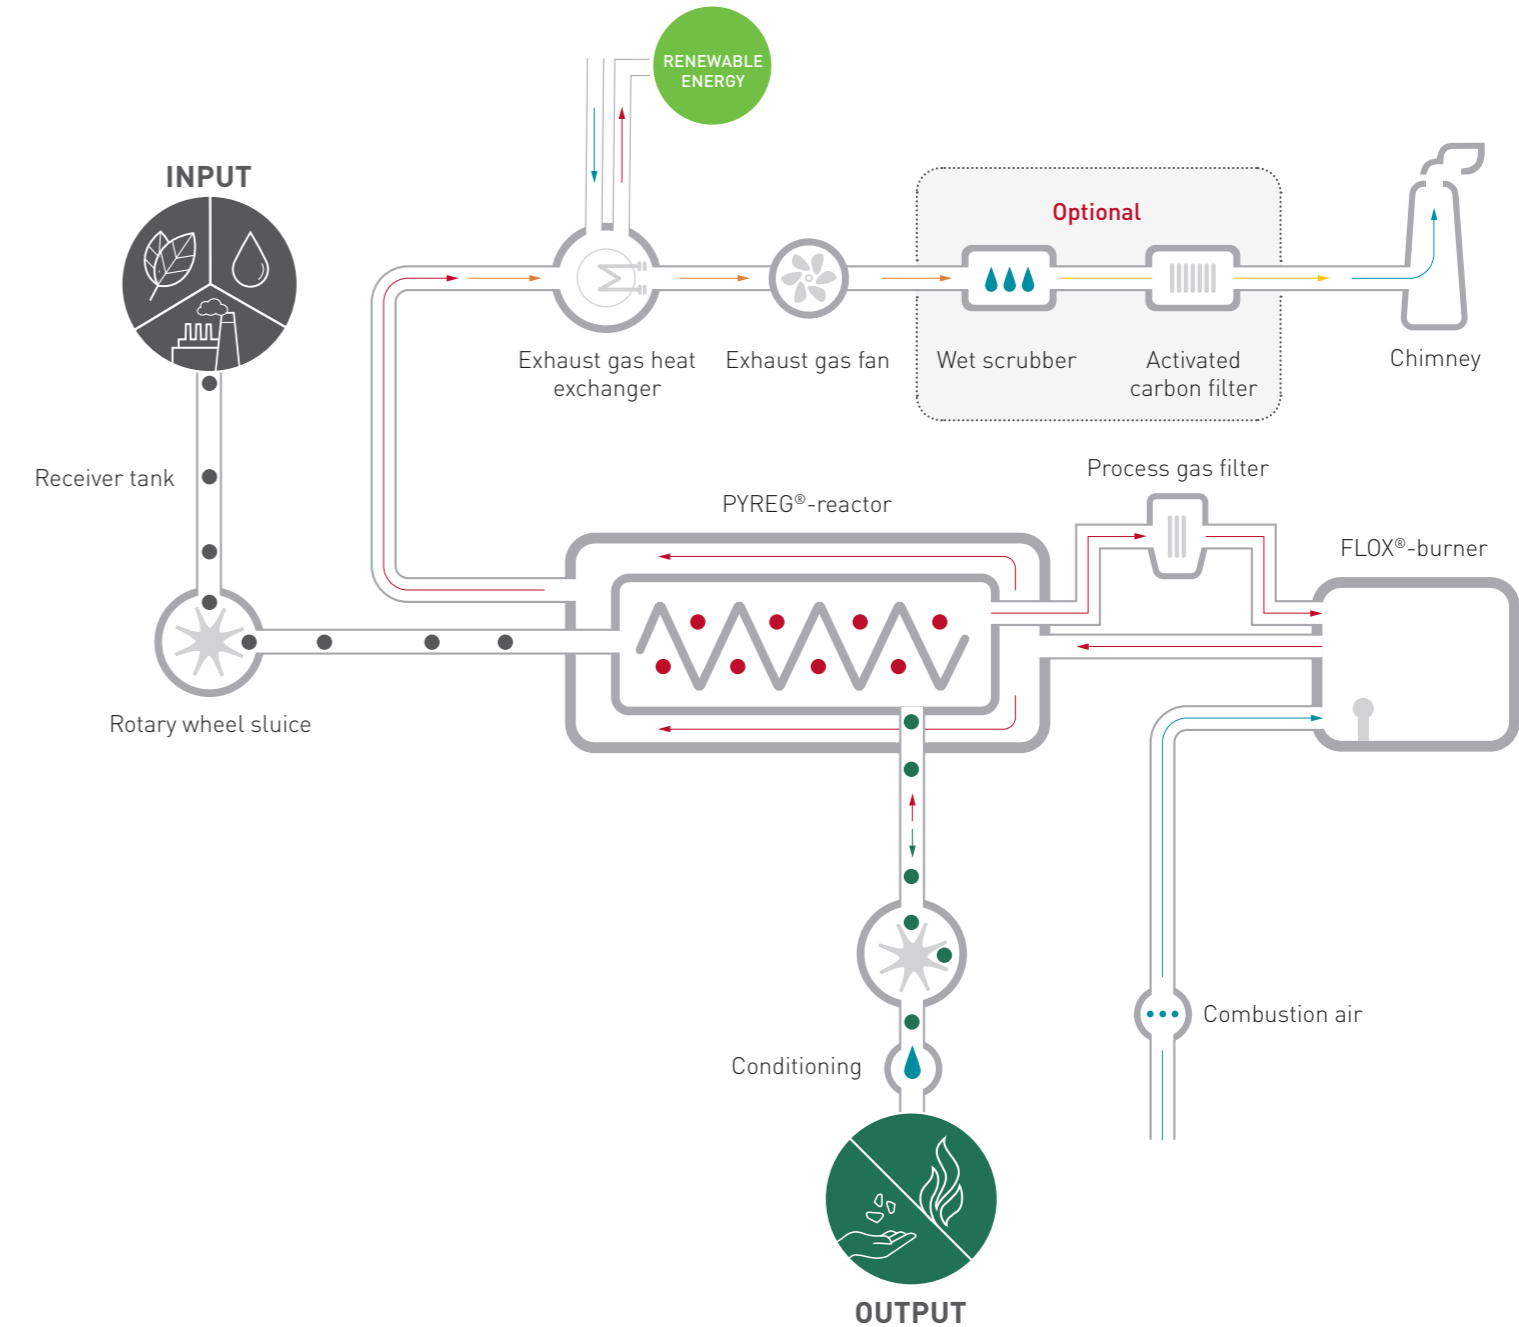 RENEWABLE
ENERGY
INPUT
Optional
Exhaust gas heat
exchanger
Exhaust gas fan
Wet scrubber
Activated
carbon filter
Chimney
Receiver tank
Process gas filter
PYREG®-reactor
FLOX®-burner
Rotary wheel sluice
Combustion air
Conditioning
OUTPUT